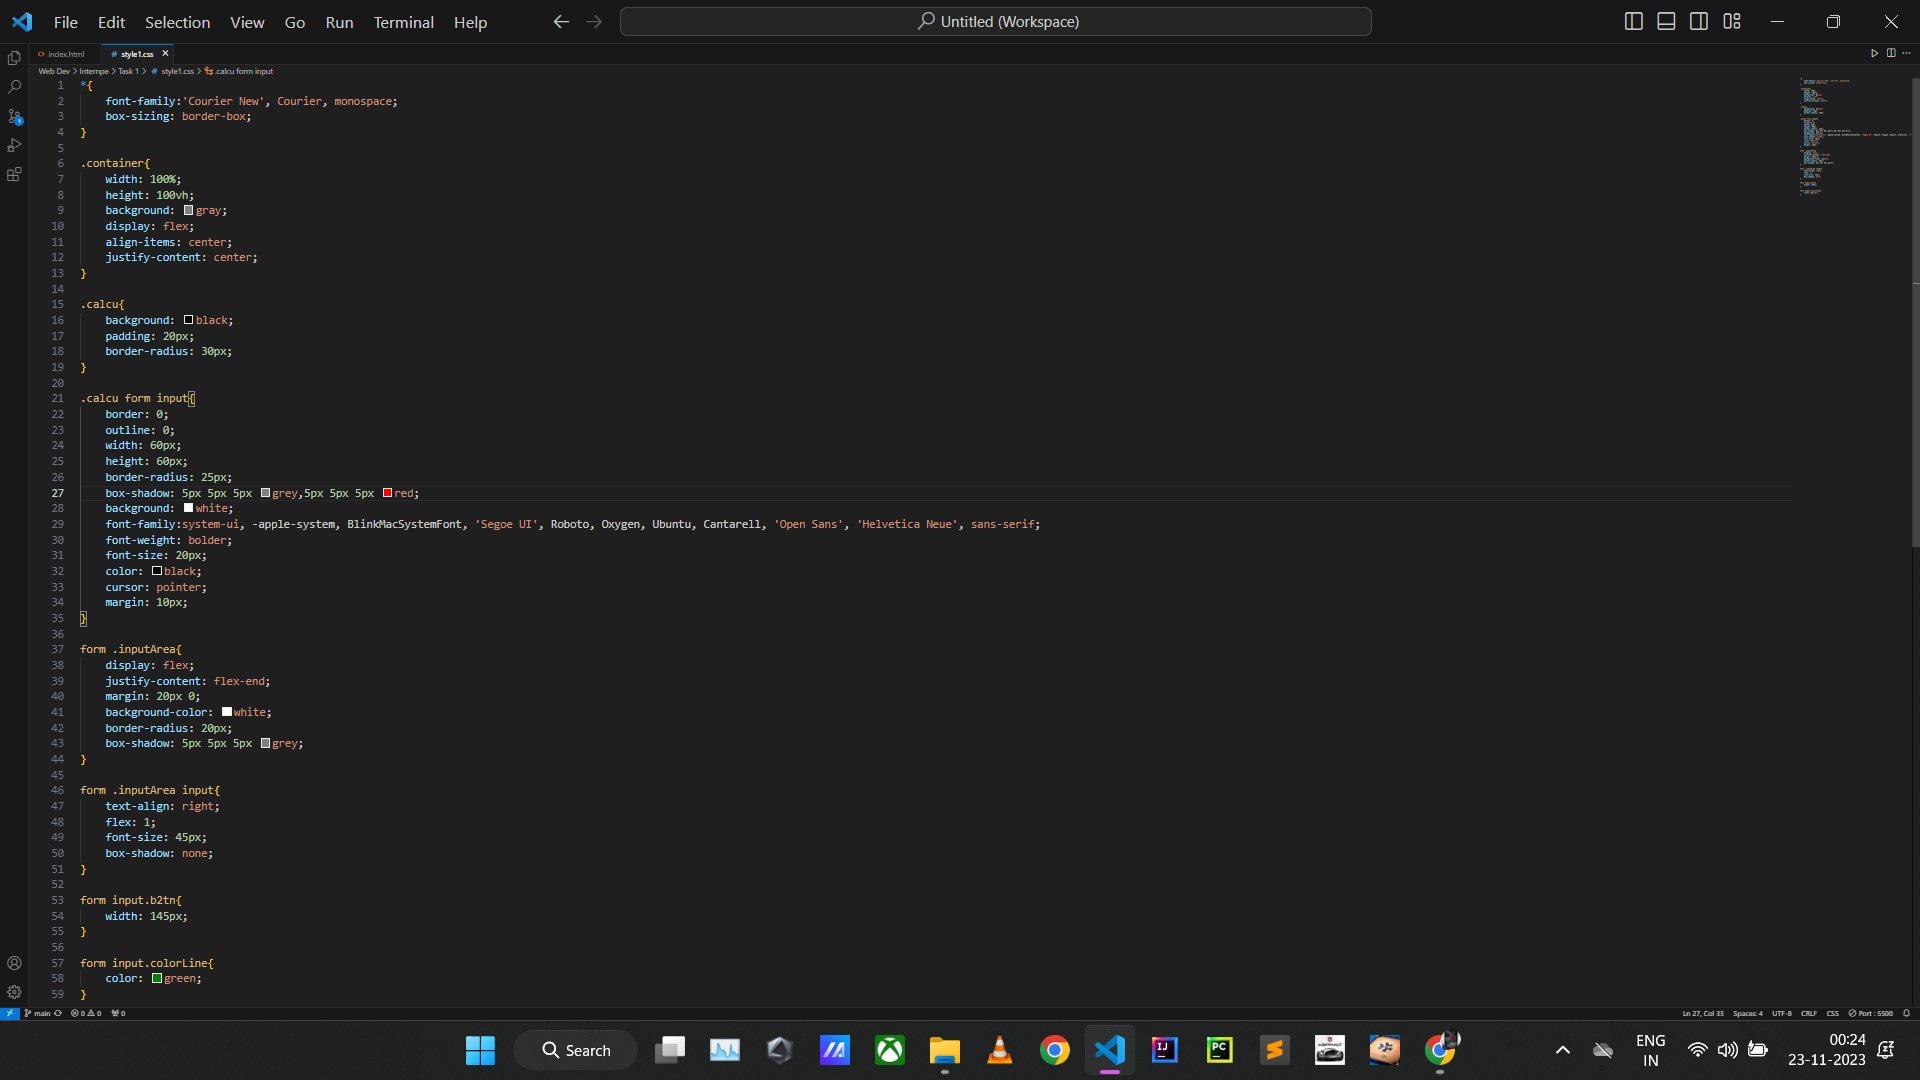 File Edit Selection View Go Run Terminal Help
Untitled (Workspace)
index.html
# style1.css
Web Dev > Internpe > Task 1 > # style1.css > .calcu form input
1 *{
2 font-family:'Courier New', Courier, monospace;
3 box-sizing: border-box;
4 }
5
6 .container{
7 width: 100%;
8 height: 100vh;
9 background: gray;
10 display: flex;
11 align-items: center;
12 justify-content: center;
13 }
14
15 .calcu{
16 background: black;
17 padding: 20px;
18 border-radius: 30px;
19 }
20
21 .calcu form input{
22 border: 0;
23 outline: 0;
24 width: 60px;
25 height: 60px;
26 border-radius: 25px;
27 box-shadow: 5px 5px 5px grey,5px 5px 5px red;
28 background: white;
29 font-family:system-ui, -apple-system, BlinkMacSystemFont, 'Segoe UI', Roboto, Oxygen, Ubuntu, Cantarell, 'Open Sans', 'Helvetica Neue', sans-serif;
30 font-weight: bolder;
31 font-size: 20px;
32 color: black;
33 cursor: pointer;
34 margin: 10px;
35 }
36
37 form .inputArea{
38 display: flex;
39 justify-content: flex-end;
40 margin: 20px 0;
41 background-color: white;
42 border-radius: 20px;
43 box-shadow: 5px 5px 5px grey;
44 }
45
46 form .inputArea input{
47 text-align: right;
48 flex: 1;
49 font-size: 45px;
50 box-shadow: none;
51 }
52
53 form input.b2tn{
54 width: 145px;
55 }
56
57 form input.colorLine{
58 color: green;
59 }
main 0 0 0
Ln 27, Col 33 Spaces: 4 UTF-8 CRLF CSS Port : 5500
Search
IJ
PC
ENG
IN
00:24
23-11-2023